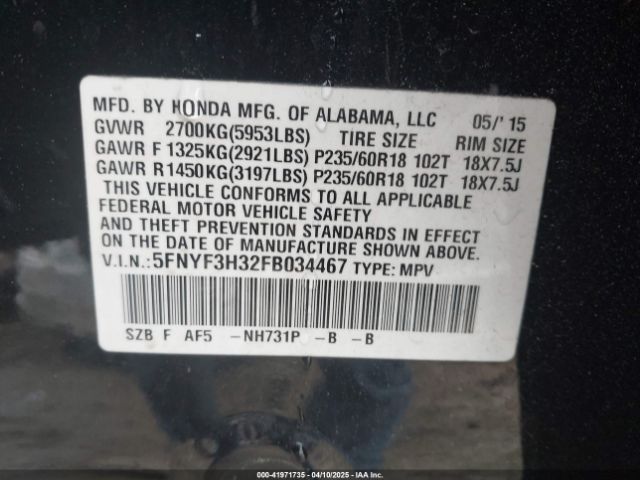 MFD. BY HONDA MFG. OF ALABAMA, LLC 05/' 15
GVWR 2700KG(5953LBS) TIRE SIZE RIM SIZE
GAWR F 1325KG(2921LBS) P235/60R18 102T 18X7.5J
GAWR R1450KG(3197LBS) P235/60R18 102T 18X7.5J
THIS VEHICLE CONFORMS TO ALL APPLICABLE
FEDERAL MOTOR VEHICLE SAFETY
AND THEFT PREVENTION STANDARDS IN EFFECT
ON THE DATE OF MANUFACTURE SHOWN ABOVE.
V.I.N.:5FNYF3H32FB034467 TYPE: MPV
SZB F AF5 -NH731P -B -B
000-41971735 - 04/10/2025 - IAA Inc.